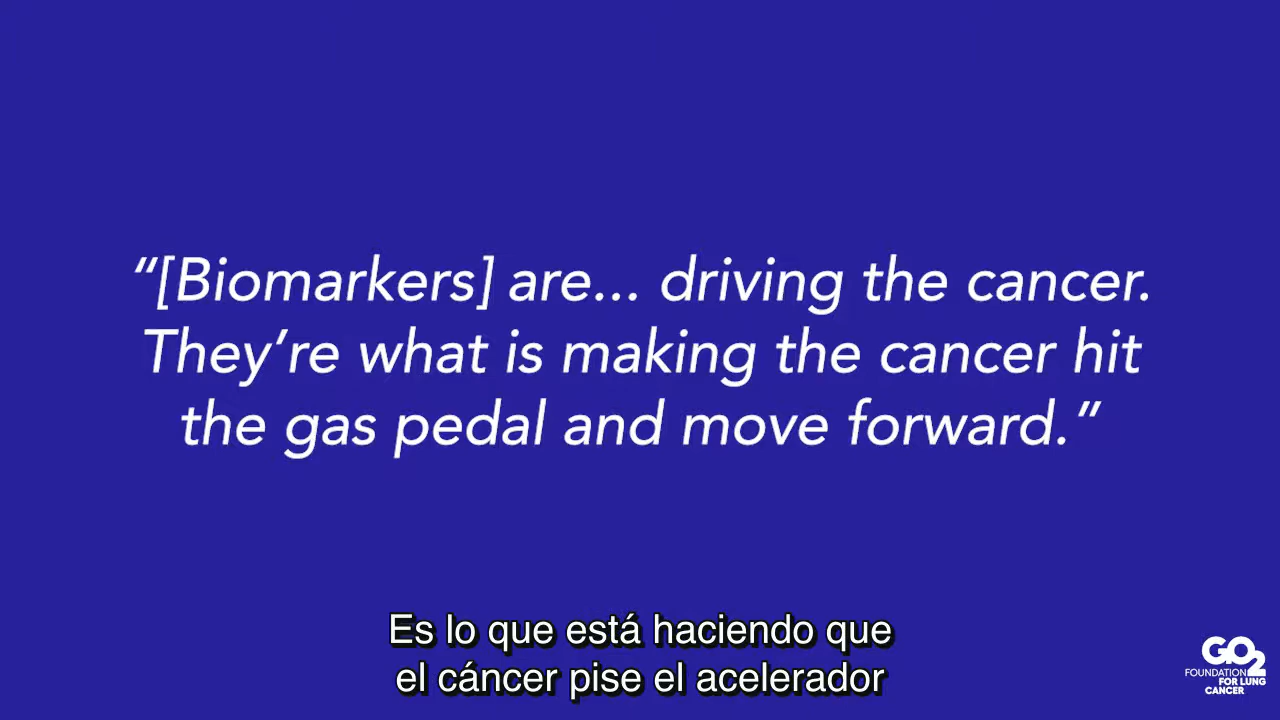 “[Biomarkers] are... driving the cancer.
They’re what is making the cancer hit
the gas pedal and move forward.”
Es lo que está haciendo que
el cáncer pise el acelerador
GO2
FOUNDATION
FOR LUNG
CANCER